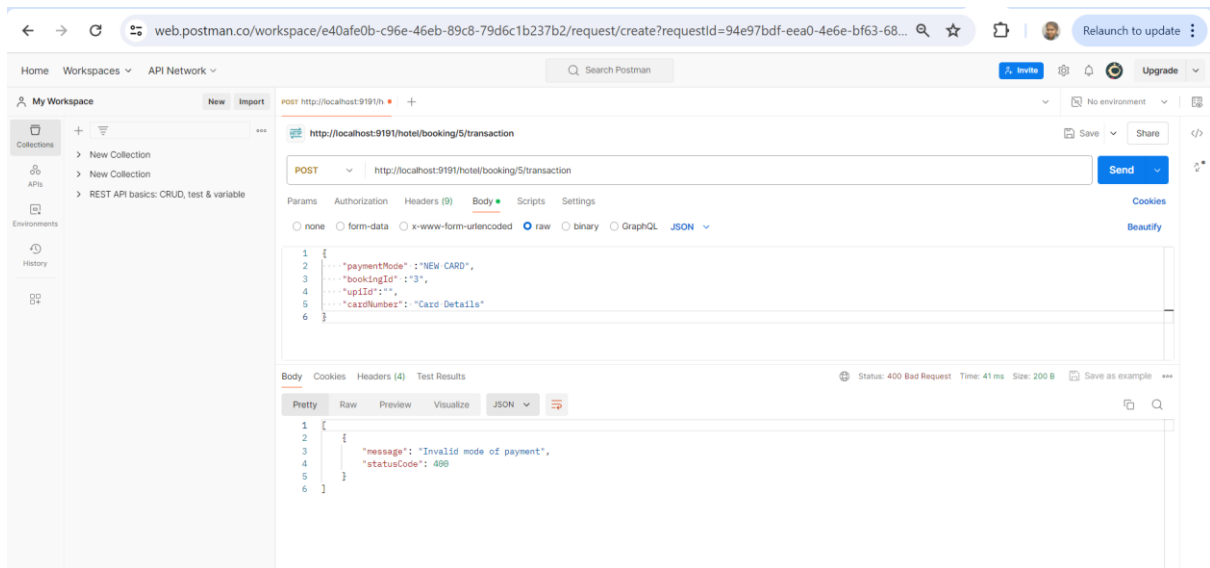 web.postman.co/workspace/e40afe0b-c96e-46eb-89c8-79d6c1b237b2/request/create?requestId=94e97bdf-eea0-4e6e-bf63-68... Relaunch to update
Home Workspaces API Network Search Postman Invite Upgrade
My Workspace New Import POST http://localhost:9191/h No environment
Collections
http://localhost:9191/hotel/booking/5/transaction Save Share
New Collection
New Collection
REST API basics: CRUD, test & variable
APIs
Environments
History
POST http://localhost:9191/hotel/booking/5/transaction Send
Params Authorization Headers (9) Body Scripts Settings Cookies
none form-data x-www-form-urlencoded raw binary GraphQL JSON Beautify
1 {
2 "paymentMode" :"NEW CARD",
3 "bookingId" :"3",
4 "upiId":"",
5 "cardNumber": "Card Details"
6 }
Body Cookies Headers (4) Test Results Status: 400 Bad Request Time: 41 ms Size: 200 B Save as example
Pretty Raw Preview Visualize JSON
1 [
2 {
3 "message": "Invalid mode of payment",
4 "statusCode": 400
5 }
6 ]